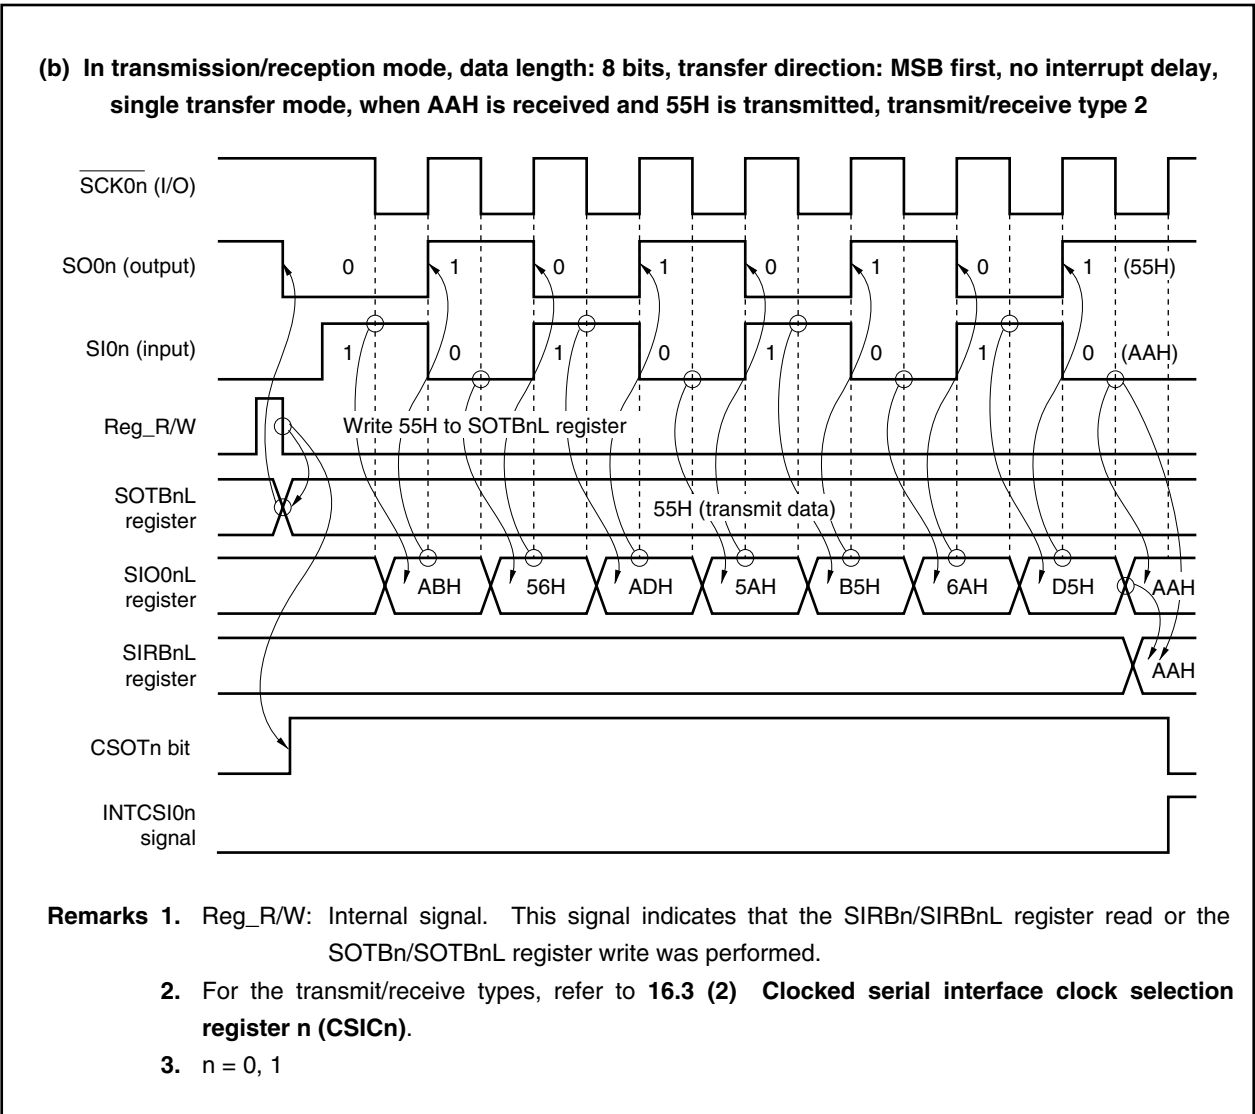 (b) In transmission/reception mode, data length: 8 bits, transfer direction: MSB first, no interrupt delay,
single transfer mode, when AAH is received and 55H is transmitted, transmit/receive type 2
SCK0n (I/O)
SO0n (output) 0 1 0 1 0 1 0 1 (55H)
SI0n (input) 1 0 1 0 1 0 1 0 (AAH)
Reg_R/W Write 55H to SOTBnL register
SOTBnL
register
55H (transmit data)
SIO0nL
register
ABH 56H ADH 5AH B5H 6AH D5H AAH
SIRBnL
register
AAH
CSOTn bit
INTCSI0n
signal
Remarks 1. Reg_R/W: Internal signal. This signal indicates that the SIRBn/SIRBnL register read or the
SOTBn/SOTBnL register write was performed.
2. For the transmit/receive types, refer to 16.3 (2) Clocked serial interface clock selection
register n (CSICn).
3. n = 0, 1